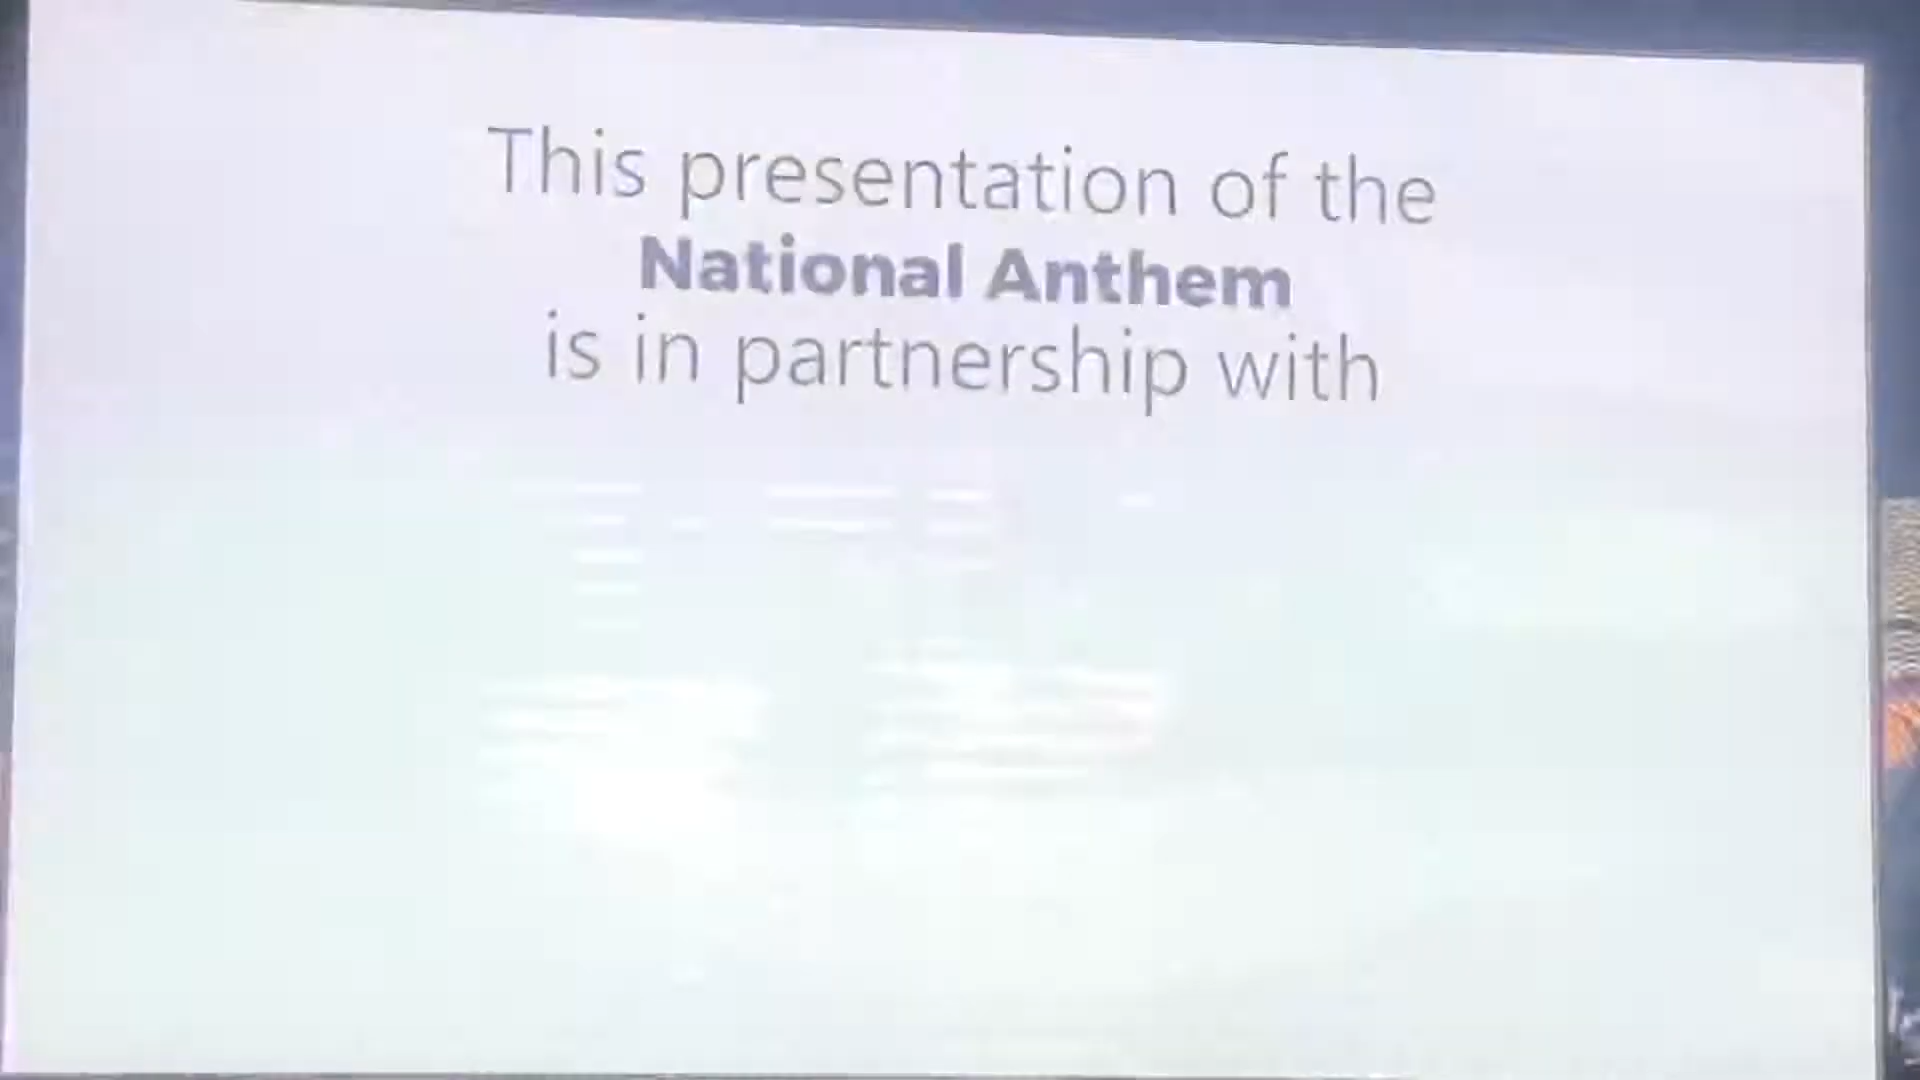 This presentation of the
National Anthem
is in partnership with